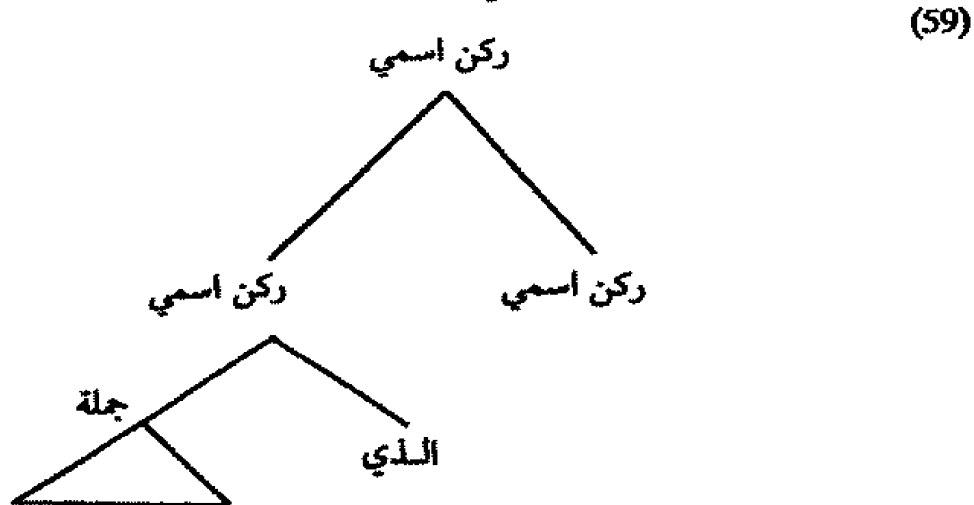 (59)
ركن اسمي
ركن اسمي ركن اسمي
جملة
الـذي